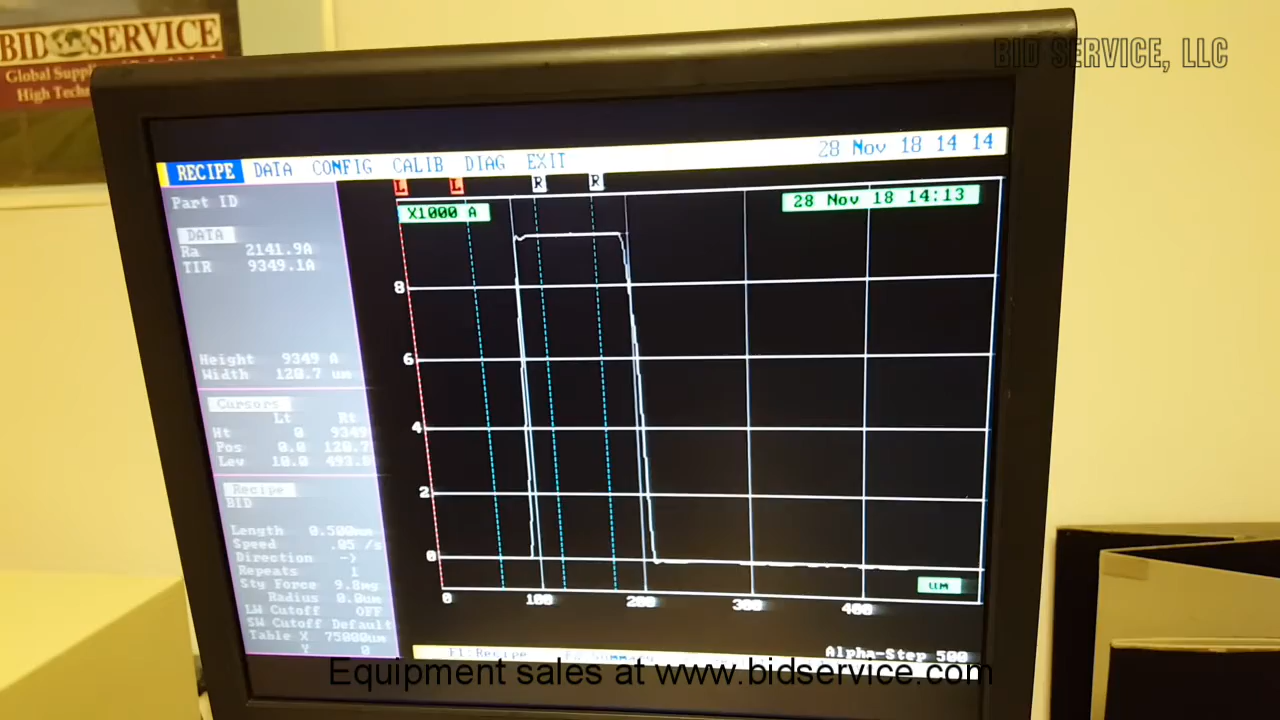 BID SERVICE
Global Suppli
High Techn
BID SERVICE, LLC
RECIPE DATA CONFIG CALIB DIAG EXIT 28 Nov 18 14 14
L L R R
Part ID
X1000 A 28 Nov 18 14:13
DATA
Ra 2141.9A
TIR 9349.1A
Height 9349 A
Width 120.7 um
Cursors
Lt Rt
Ht 0 9349
Pos 0.0 120.7
Lev 10.0 493.0
Recipe
BID
Length 0.500mm
Speed .05 /s
Direction ->
Repeats 1
Sty Force 9.8mg
Radius 0.0um
LW Cutoff OFF
SW Cutoff Default
Table X 75000um
Y 0
8
6
4
2
0
0 100 200 300 400
um
F1:Recipe
Alpha-Step 500
Equipment sales at www.bidservice.com